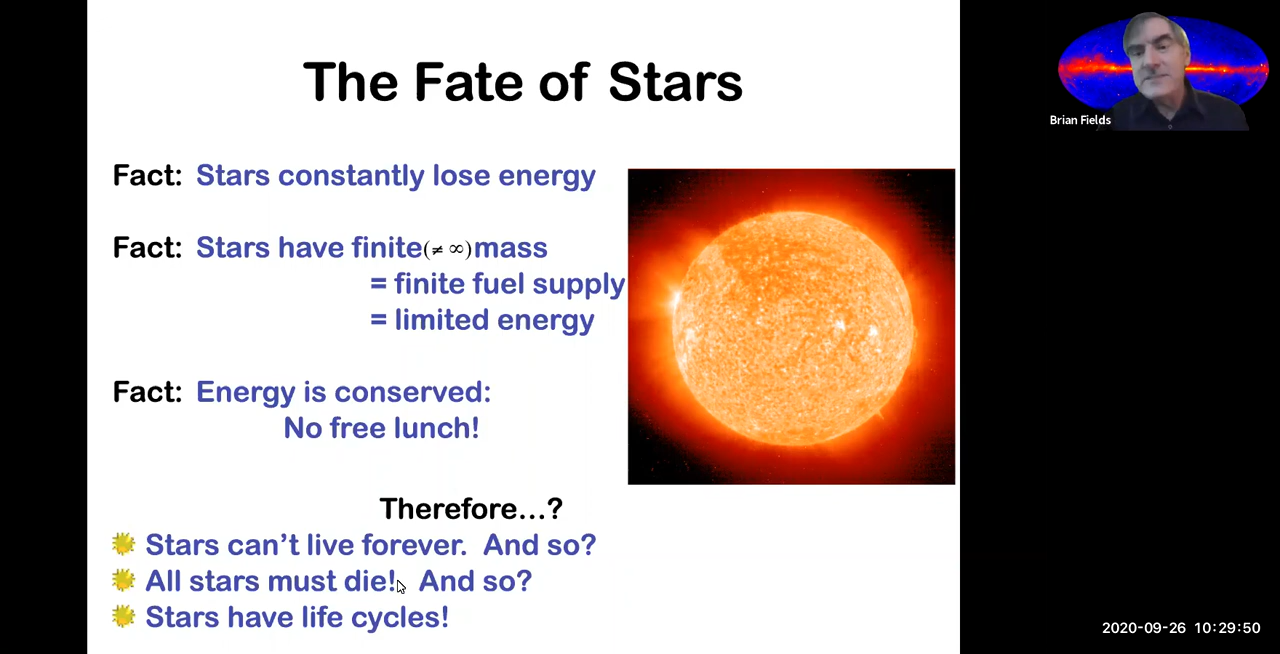 The Fate of Stars
Fact: Stars constantly lose energy
Fact: Stars have finite(≠ ∞)mass
= finite fuel supply
= limited energy
Fact: Energy is conserved:
No free lunch!
Therefore...?
Stars can't live forever. And so?
All stars must die! And so?
Stars have life cycles!
Brian Fields
2020-09-26 10:29:50